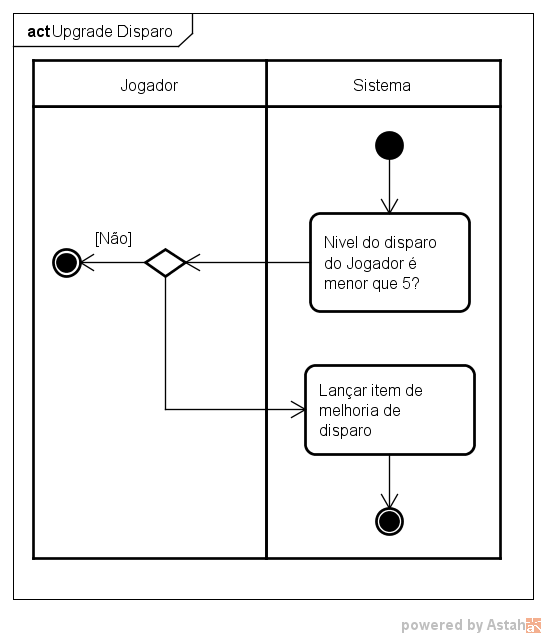 act Upgrade Disparo
Jogador
Sistema
Nivel do disparo
do Jogador é
menor que 5?
[Não]
Lançar item de
melhoria de
disparo
powered by Astah